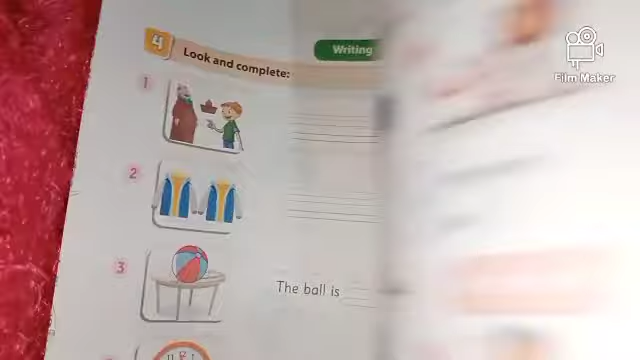 4
Look and complete:
Writing
1
2
3
The ball is
Film Maker